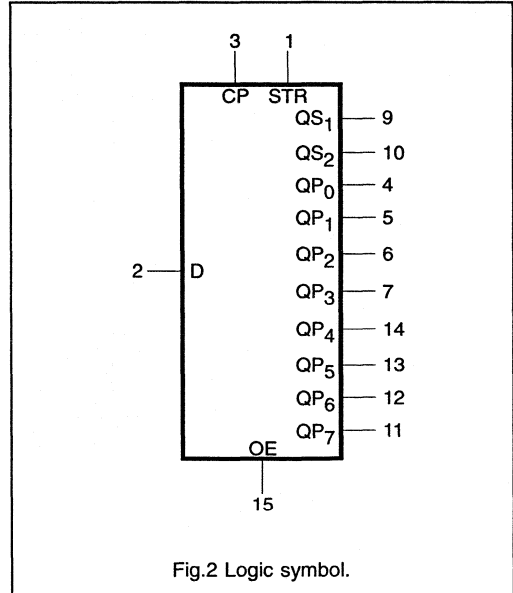 3 1
CP STR
QS₁ 9
QS₂ 10
QP₀ 4
QP₁ 5
QP₂ 6
2 D
QP₃ 7
QP₄ 14
QP₅ 13
QP₆ 12
QP₇ 11
OE
15
Fig.2 Logic symbol.